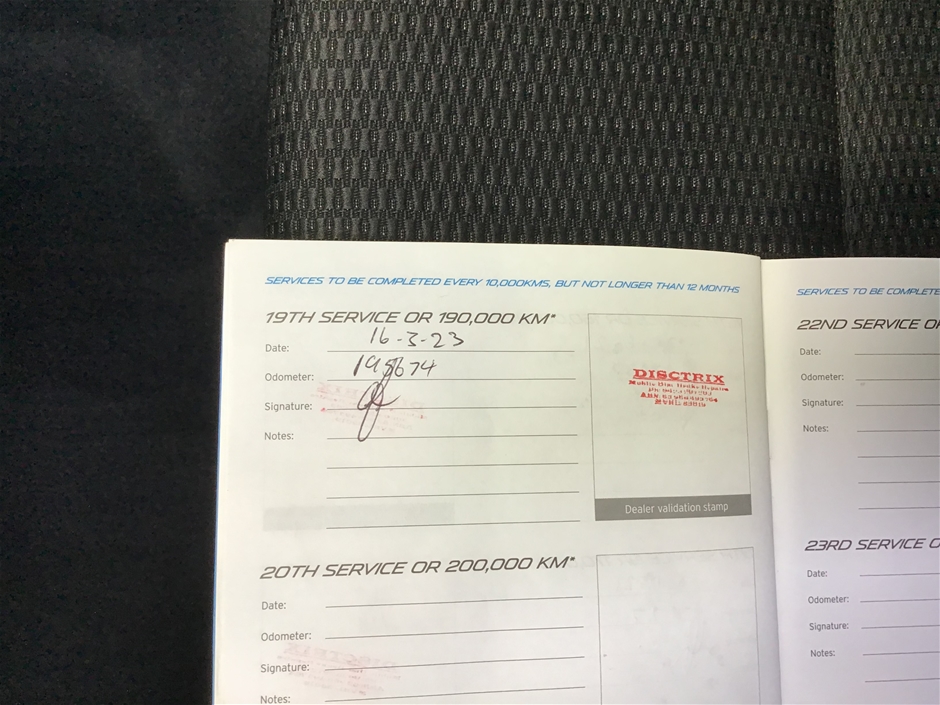 SERVICES TO BE COMPLETED EVERY 10,000KMS, BUT NOT LONGER THAN 12 MONTHS
19TH SERVICE OR 190,000 KM*
Date: 16-3-23
Odometer:
Signature:
Notes:
DISCTRIX
Dealer validation stamp
20TH SERVICE OR 200,000 KM*
Date:
Odometer:
Signature:
Notes:
SERVICES TO BE COMPLETE
22ND SERVICE O
Date:
Odometer:
Signature:
Notes:
23RD SERVICE O
Date:
Odometer:
Signature:
Notes: